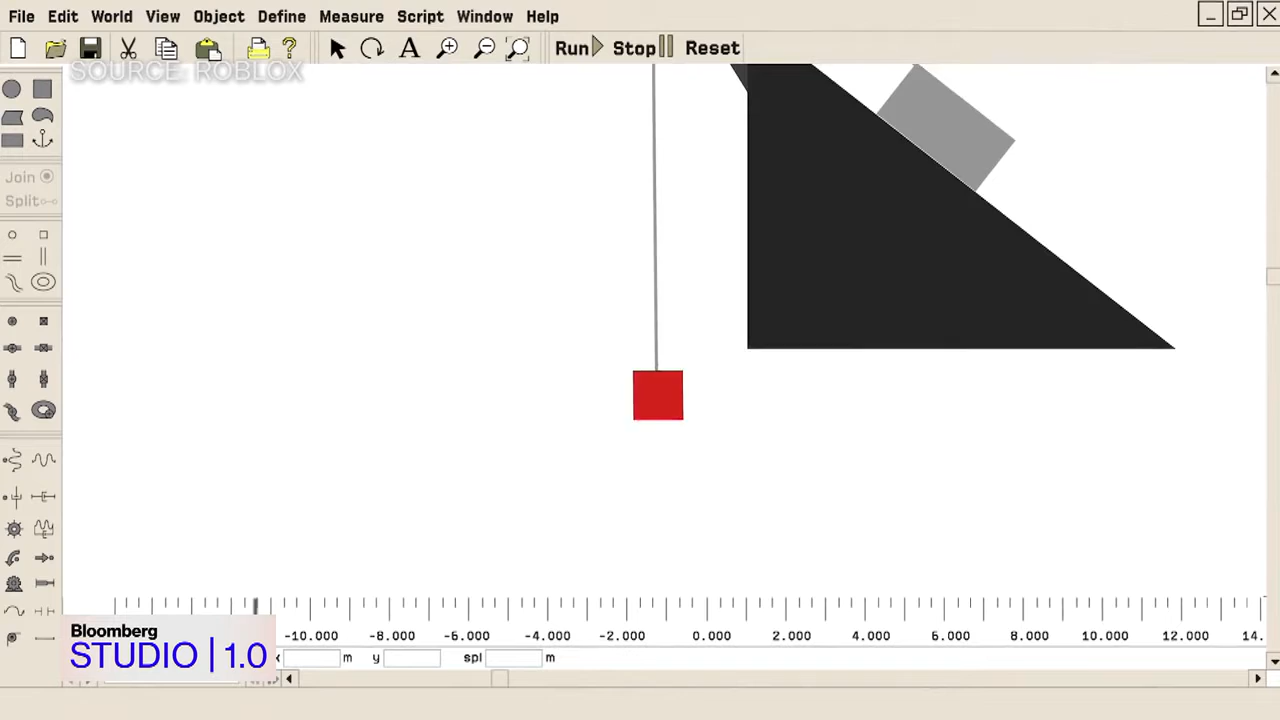 File Edit World View Object Define Measure Script Window Help
Run Stop Reset
SOURCE: ROBLOX
Join
Split
-10.000 -8.000 -6.000 -4.000 -2.000 0.000 2.000 4.000 6.000 8.000 10.000 12.000 14.
x m y spl m
Bloomberg
STUDIO | 1.0